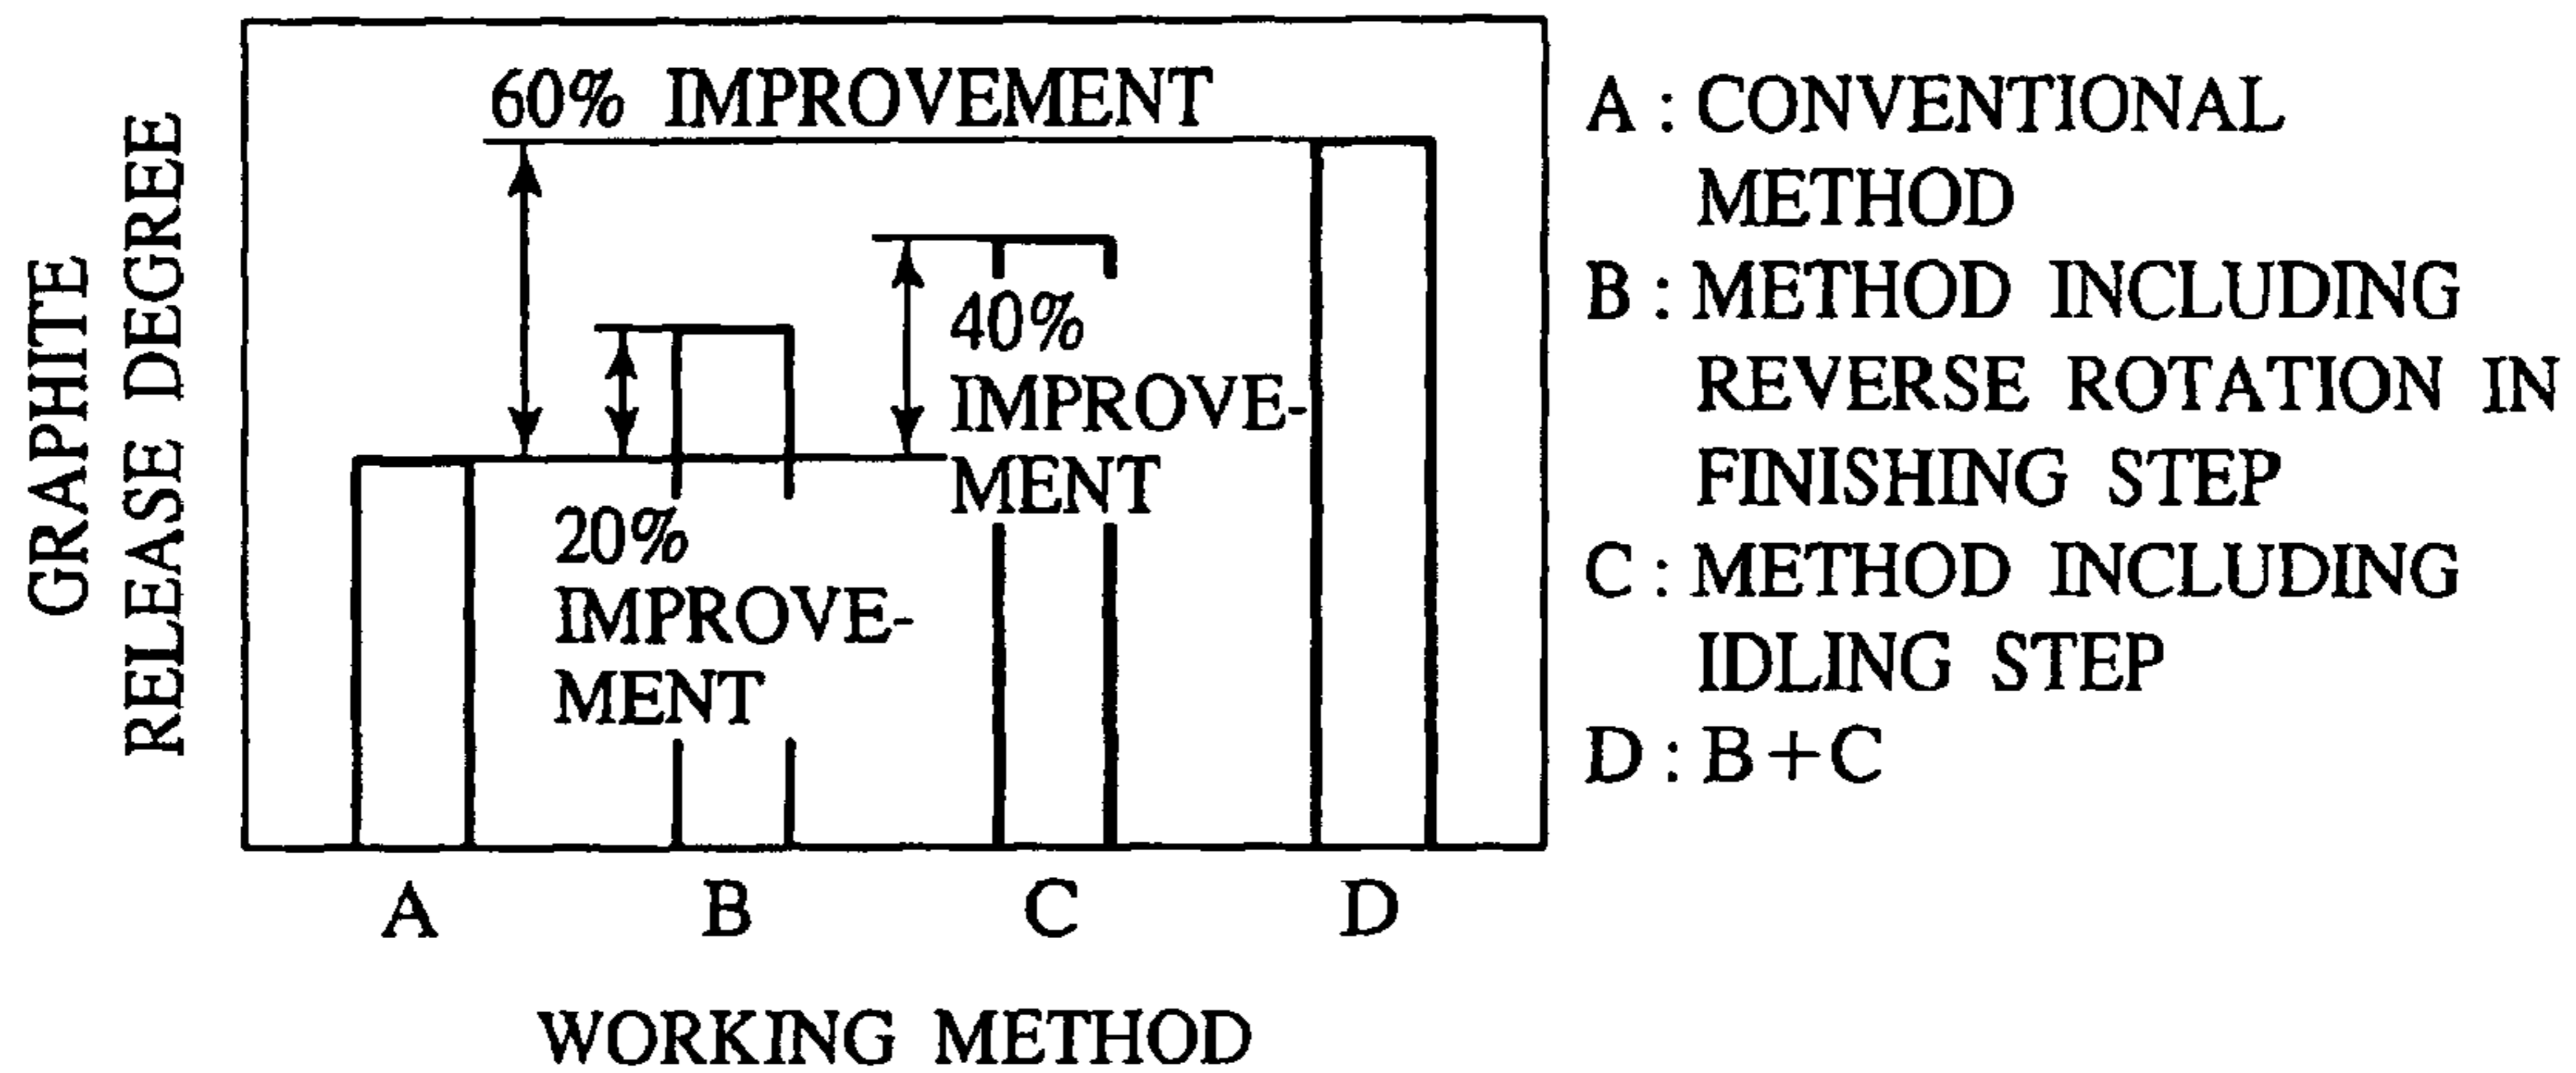 GRAPHITE
RELEASE DEGREE
60% IMPROVEMENT
40%
IMPROVE-
MENT
20%
IMPROVE-
MENT
A
B
C
D
WORKING METHOD
A : CONVENTIONAL
METHOD
B : METHOD INCLUDING
REVERSE ROTATION IN
FINISHING STEP
C : METHOD INCLUDING
IDLING STEP
D : B+C